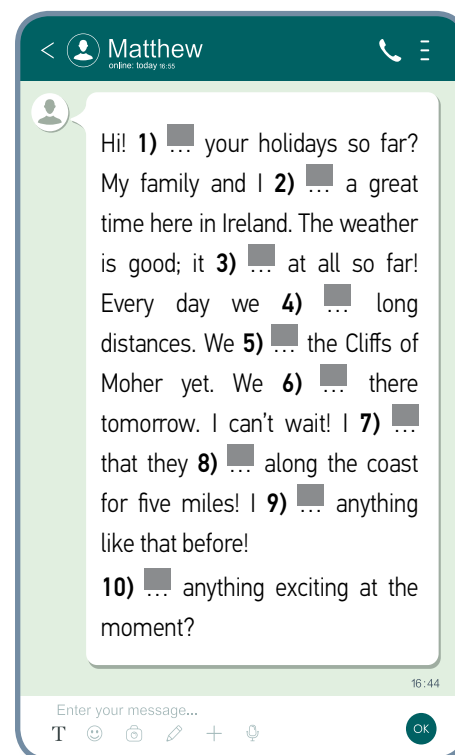 < Matthew
online: today 16:55
Hi! 1) ... your holidays so far?
My family and I 2) ... a great
time here in Ireland. The weather
is good; it 3) ... at all so far!
Every day we 4) ... long
distances. We 5) ... the Cliffs of
Moher yet. We 6) ... there
tomorrow. I can't wait! I 7) ...
that they 8) ... along the coast
for five miles! I 9) ... anything
like that before!
10) ... anything exciting at the
moment?
16:44
Enter your message...
T
OK